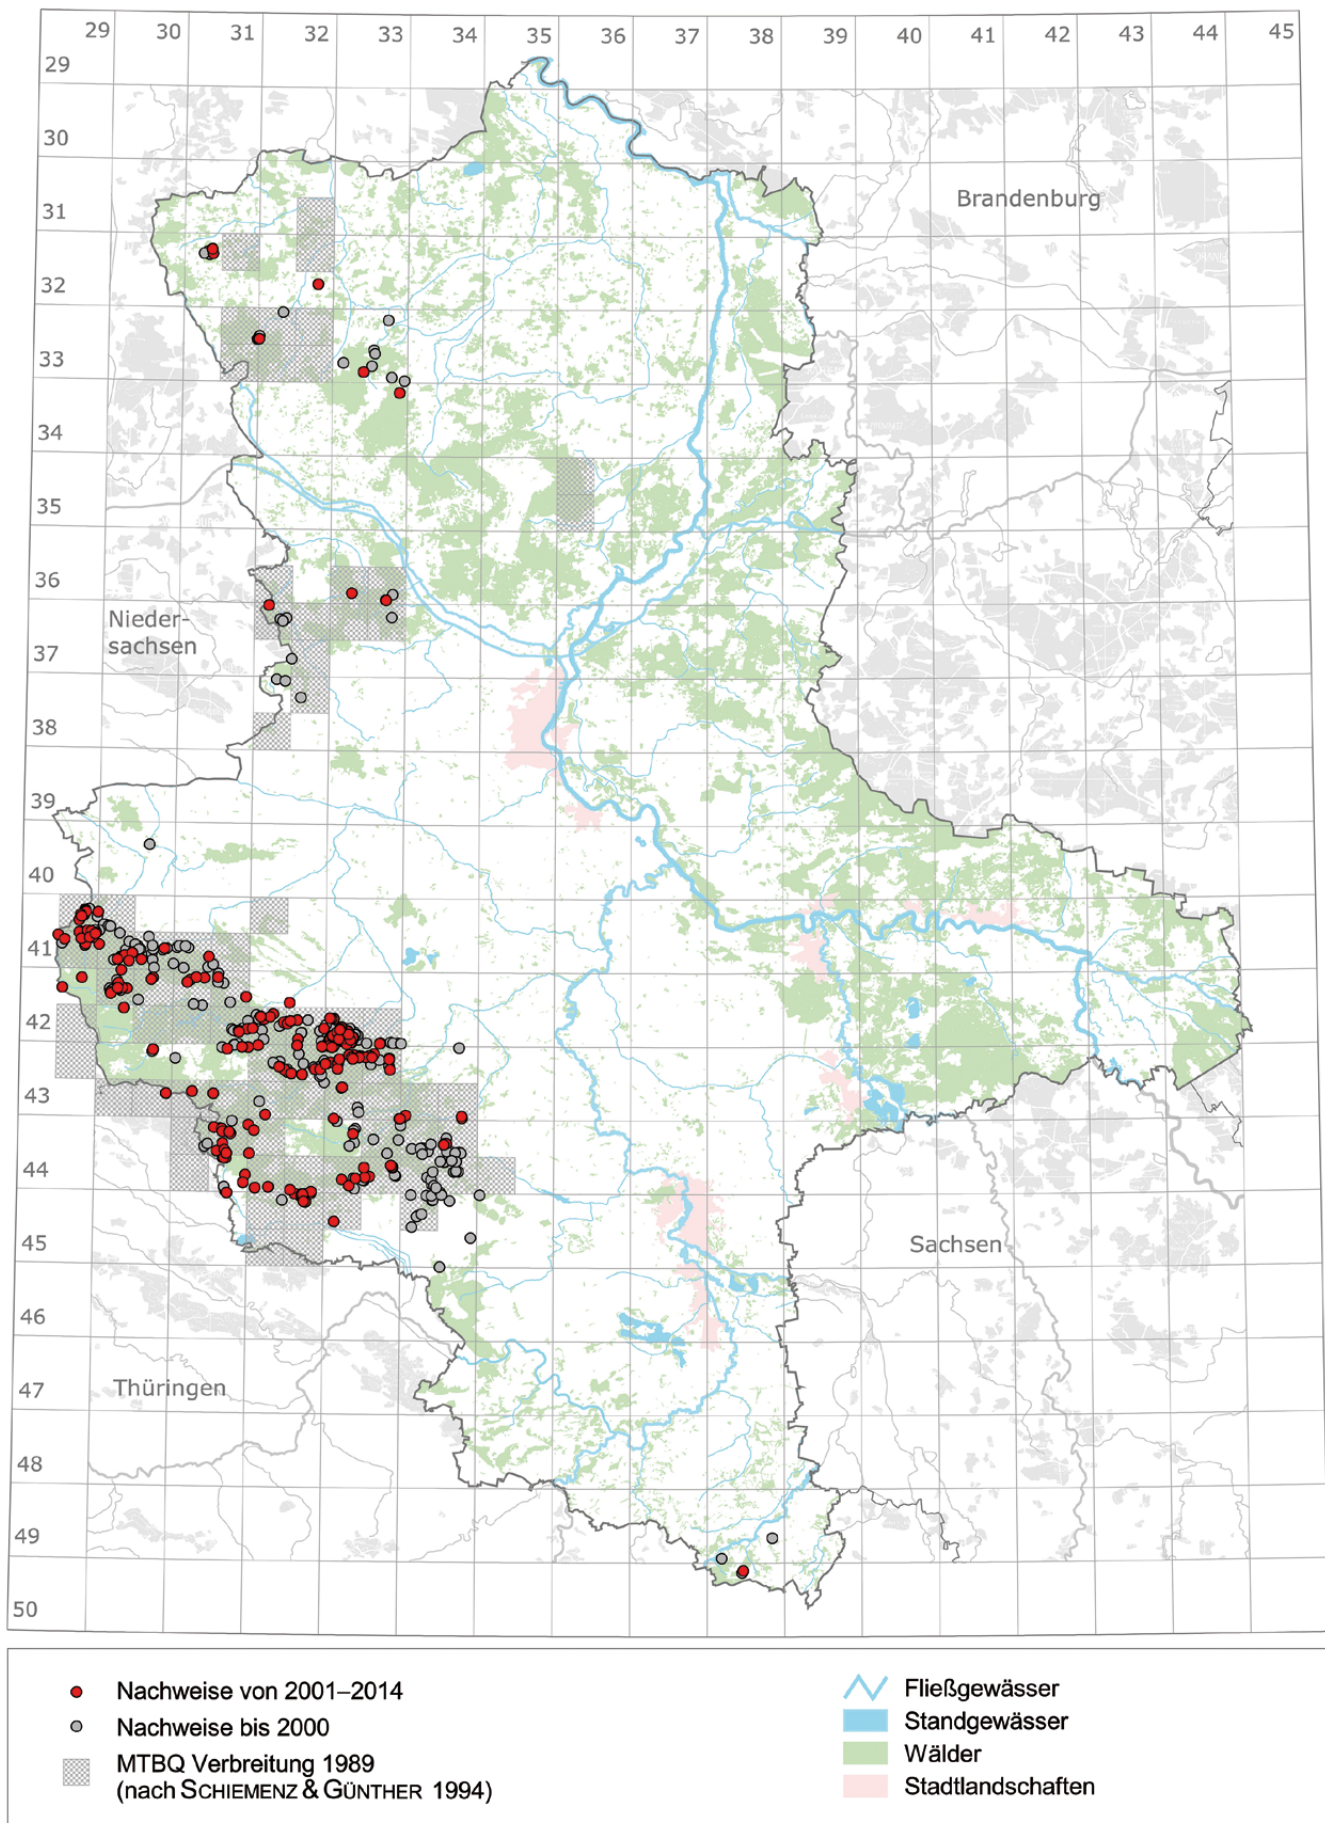 29 30 31 32 33 34 35 36 37 38 39 40 41 42 43 44 45
29
30
31
32
33
34
35
36
37
38
39
40
41
42
43
44
45
46
47
48
49
50
Brandenburg
Nieder-
sachsen
Sachsen
Thüringen
Nachweise von 2001–2014
Nachweise bis 2000
MTBQ Verbreitung 1989
(nach SCHIEMENZ & GÜNTHER 1994)
Fließgewässer
Standgewässer
Wälder
Stadtlandschaften